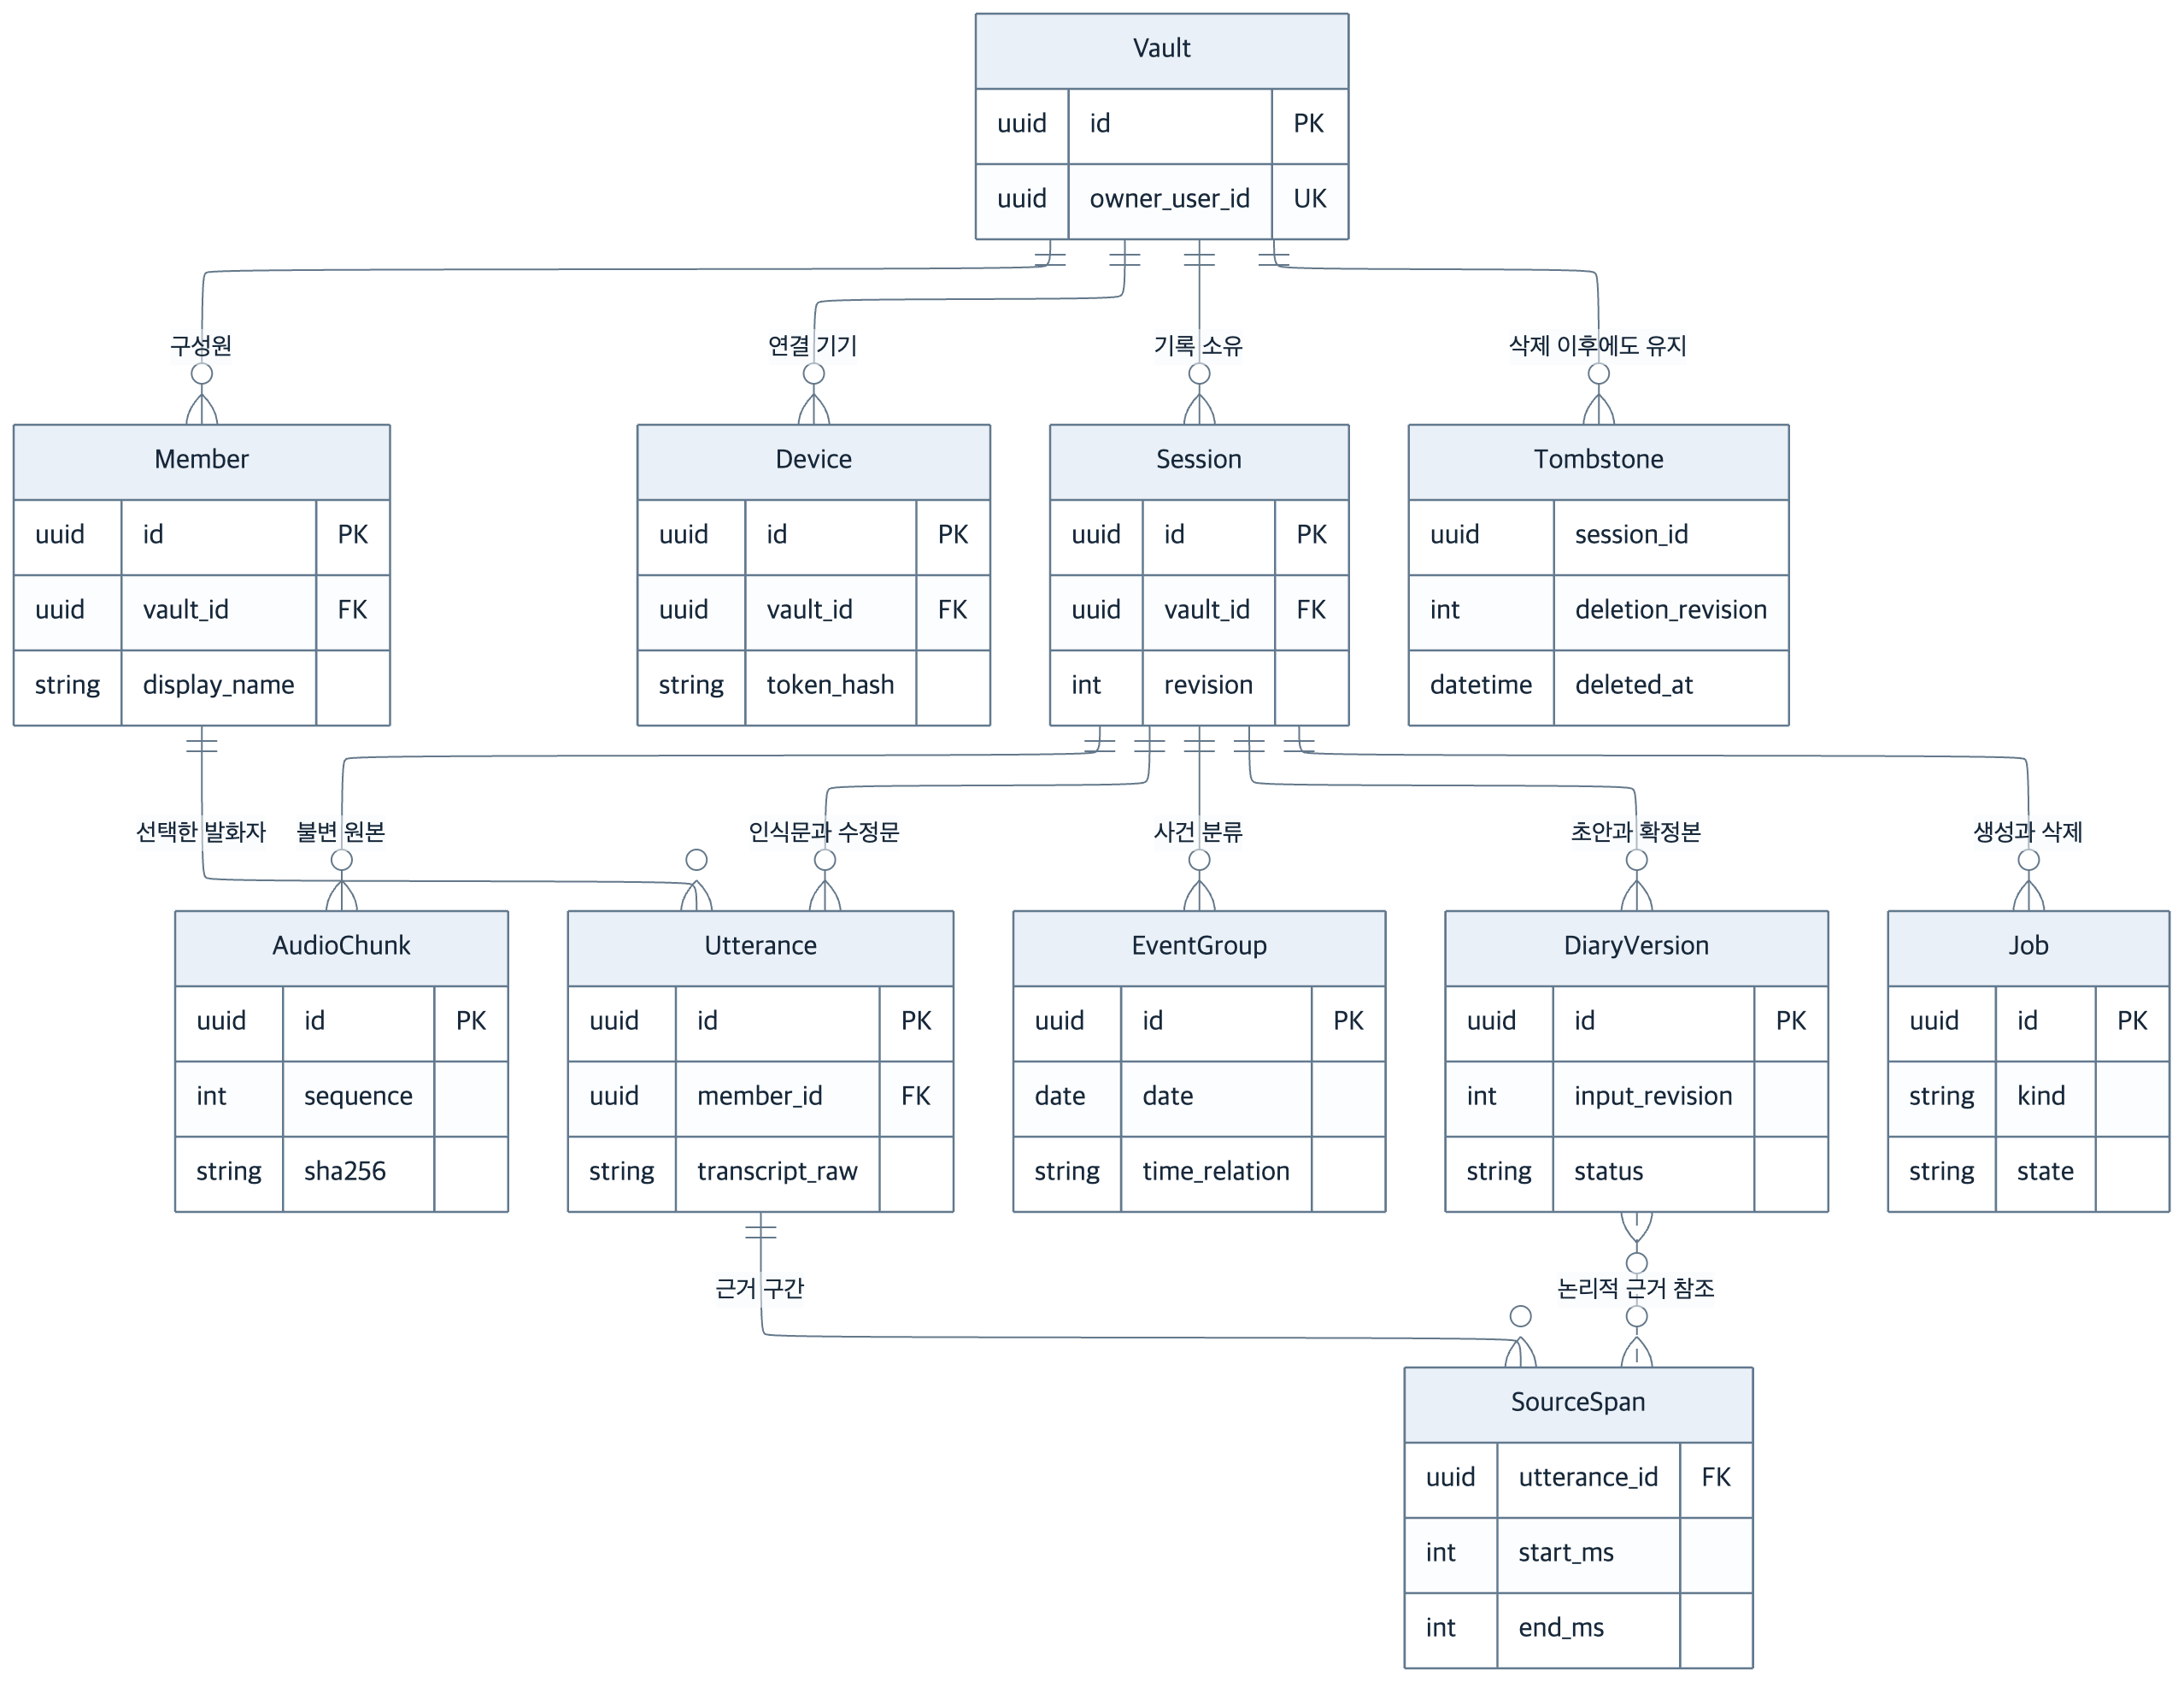 Vault
uuid id PK
uuid owner_user_id UK
구성원
연결 기기
기록 소유
삭제 이후에도 유지
Member
uuid id PK
uuid vault_id FK
string display_name
Device
uuid id PK
uuid vault_id FK
string token_hash
Session
uuid id PK
uuid vault_id FK
int revision
Tombstone
uuid session_id
int deletion_revision
datetime deleted_at
선택한 발화자
불변 원본
인식문과 수정문
사건 분류
초안과 확정본
생성과 삭제
AudioChunk
uuid id PK
int sequence
string sha256
Utterance
uuid id PK
uuid member_id FK
string transcript_raw
EventGroup
uuid id PK
date date
string time_relation
DiaryVersion
uuid id PK
int input_revision
string status
Job
uuid id PK
string kind
string state
근거 구간
논리적 근거 참조
SourceSpan
uuid utterance_id FK
int start_ms
int end_ms